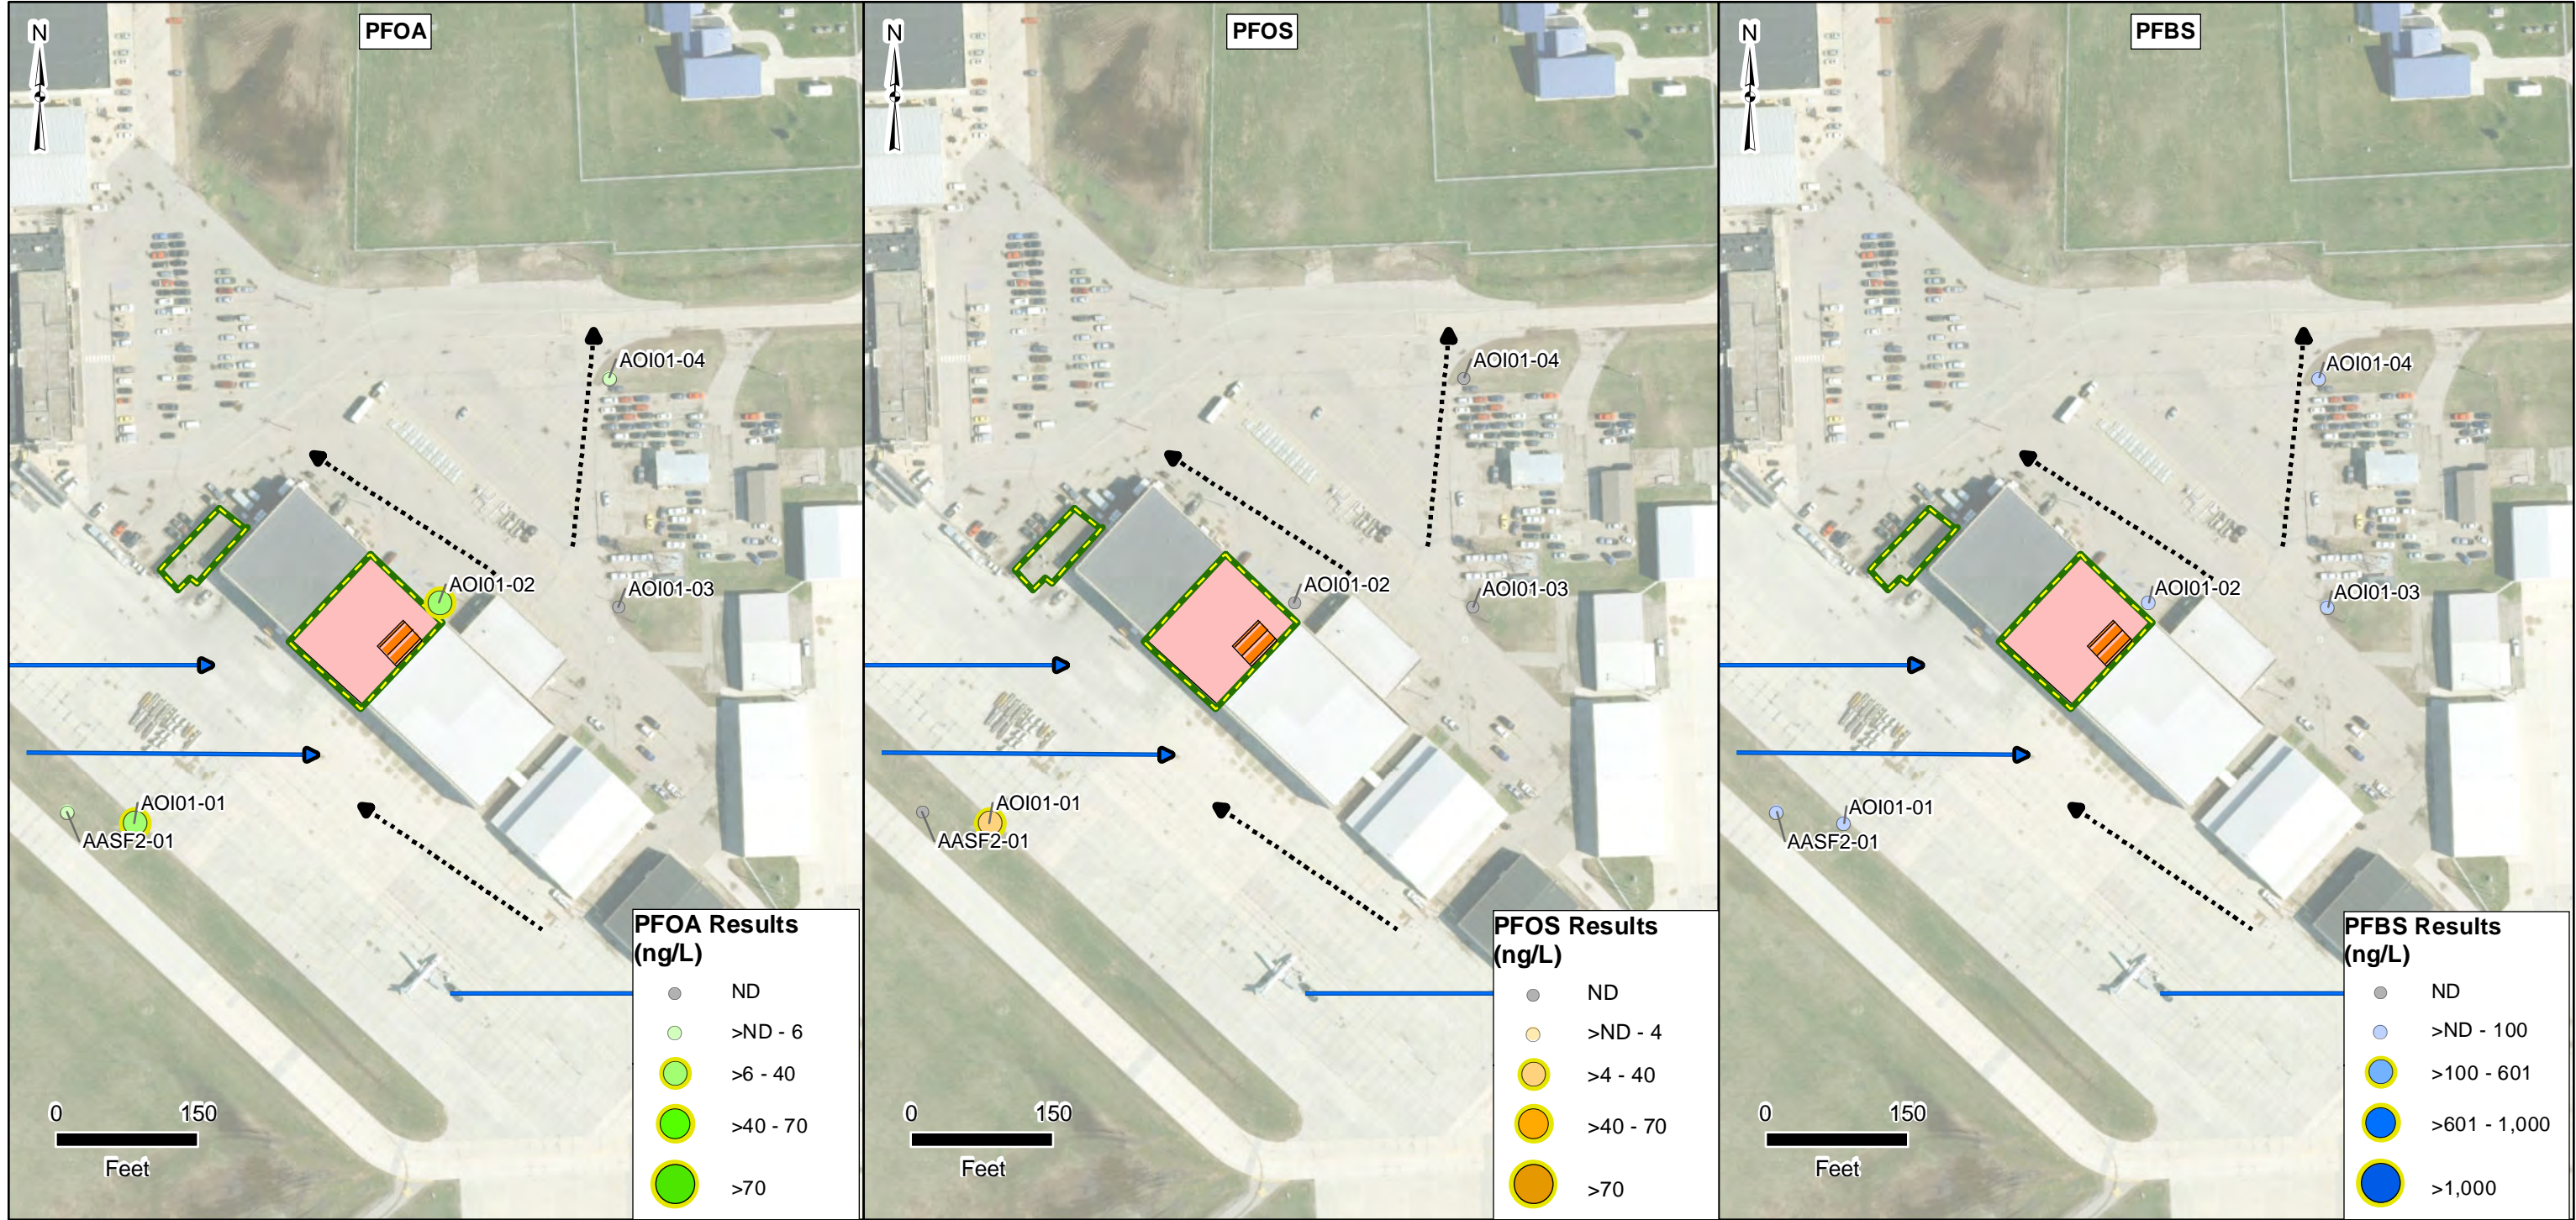 PFOA
N
AOI01-04
AOI01-02
AOI01-03
AOI01-01
AASF2-01
PFOA Results
(ng/L)
ND
>ND - 6
>6 - 40
>40 - 70
>70
0 150
Feet
PFOS
N
AOI01-04
AOI01-02
AOI01-03
AOI01-01
AASF2-01
PFOS Results
(ng/L)
ND
>ND - 4
>4 - 40
>40 - 70
>70
0 150
Feet
PFBS
N
AOI01-04
AOI01-02
AOI01-03
AOI01-01
AASF2-01
PFBS Results
(ng/L)
ND
>ND - 100
>100 - 601
>601 - 1,000
>1,000
0 150
Feet